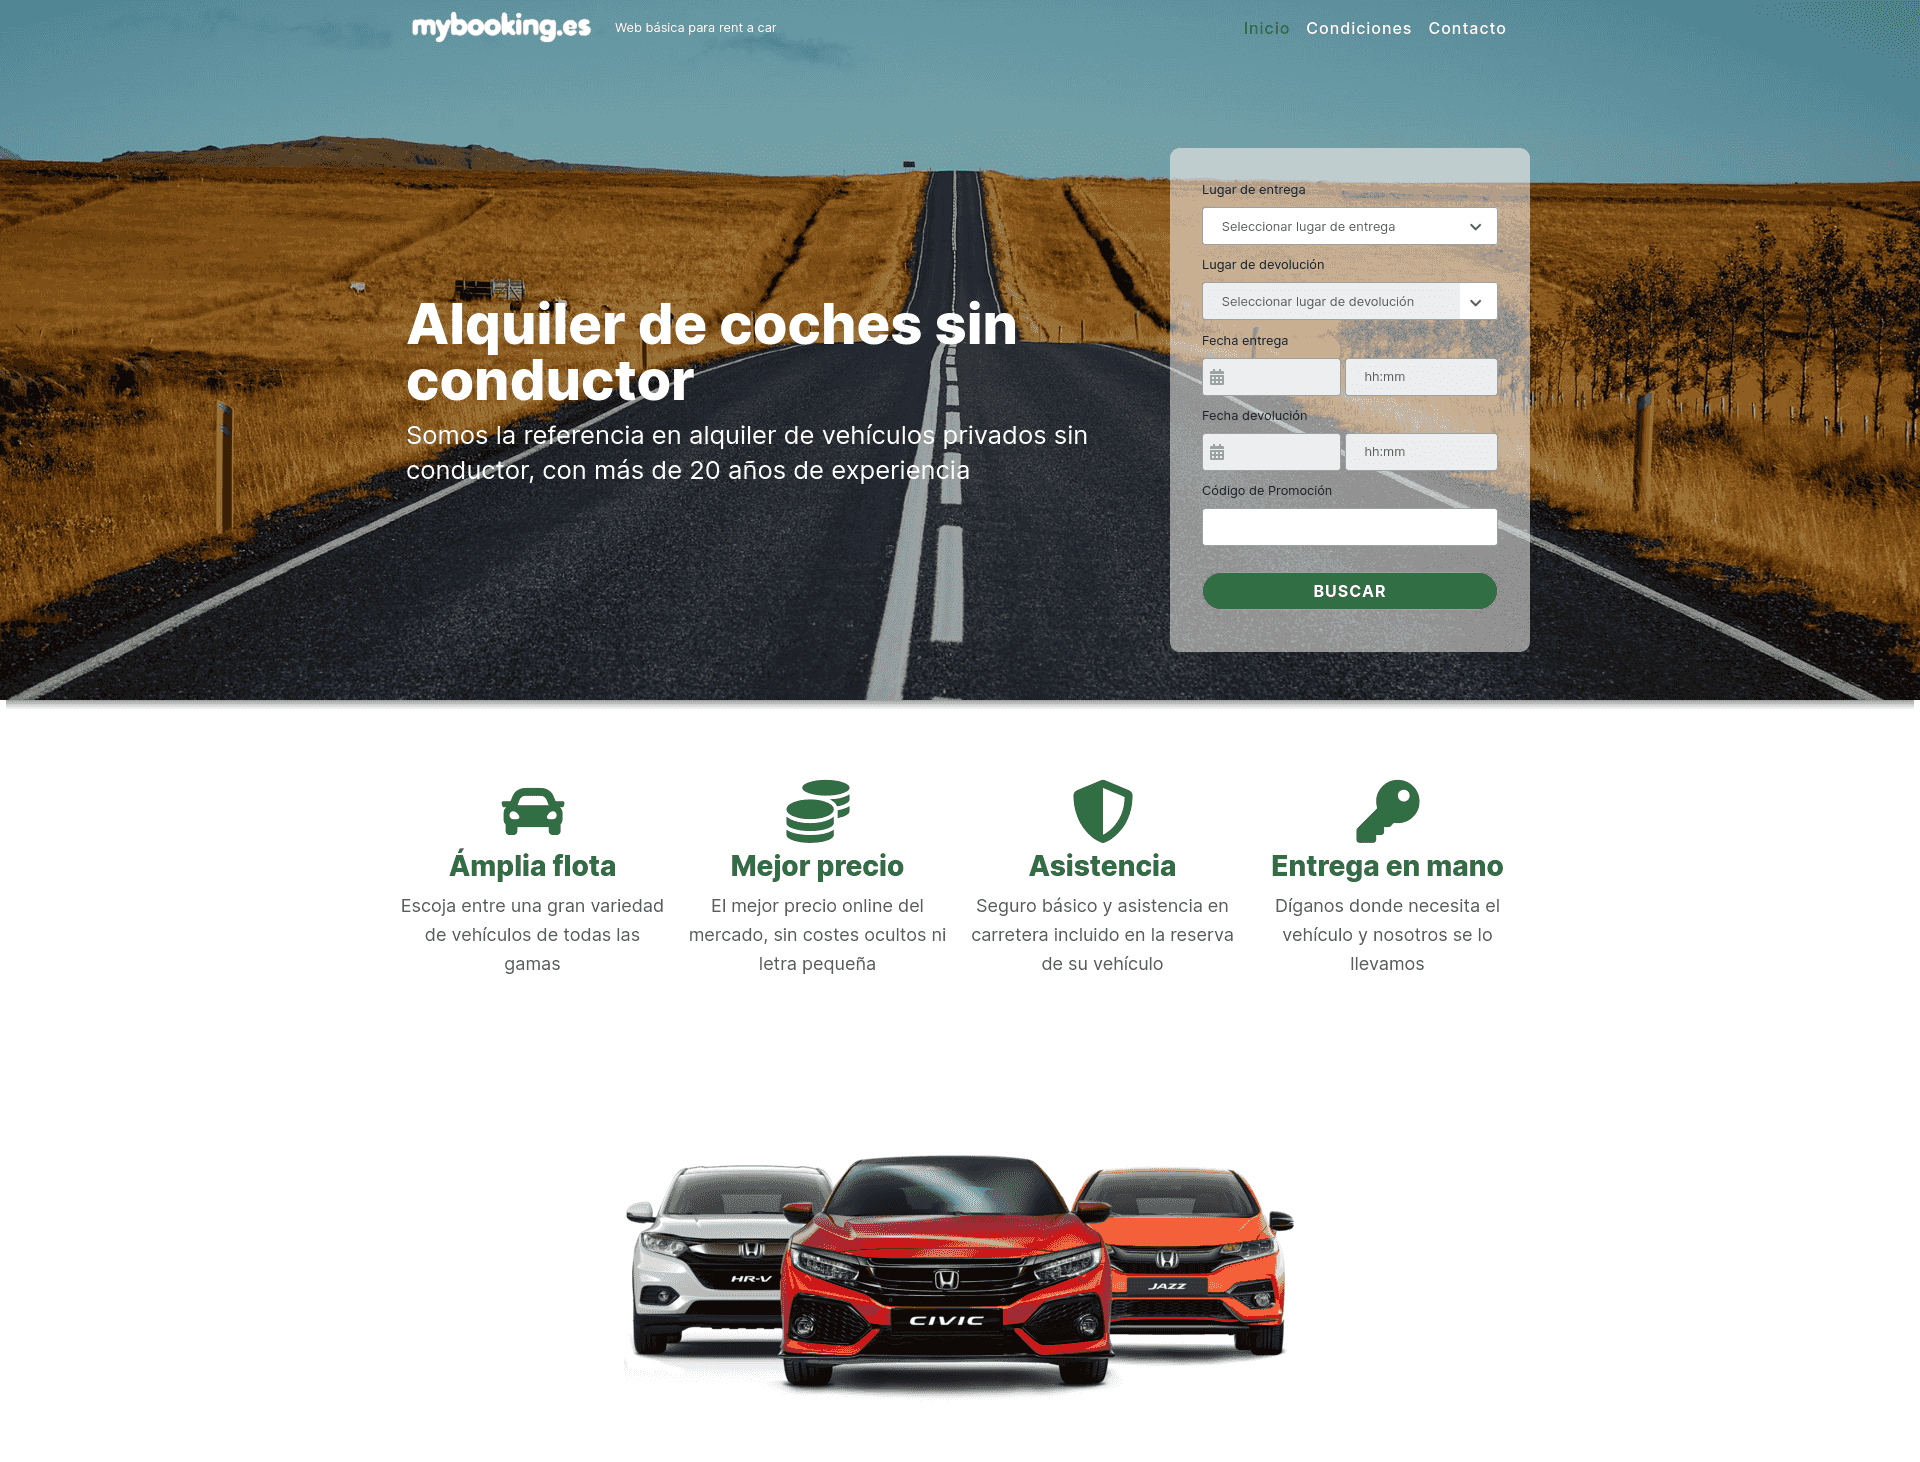 mybooking.es
Web básica para rent a car
Inicio
Condiciones
Contacto
Alquiler de coches sin
conductor
Somos la referencia en alquiler de vehículos privados sin
conductor, con más de 20 años de experiencia
Lugar de entrega
Seleccionar lugar de entrega
Lugar de devolución
Seleccionar lugar de devolución
Fecha entrega
hh:mm
Fecha devolución
hh:mm
Código de Promoción
BUSCAR
Ámplia flota
Escoja entre una gran variedad
de vehículos de todas las
gamas
Mejor precio
El mejor precio online del
mercado, sin costes ocultos ni
letra pequeña
Asistencia
Seguro básico y asistencia en
carretera incluido en la reserva
de su vehículo
Entrega en mano
Díganos donde necesita el
vehículo y nosotros se lo
llevamos
HR-V
CIVIC
JAZZ